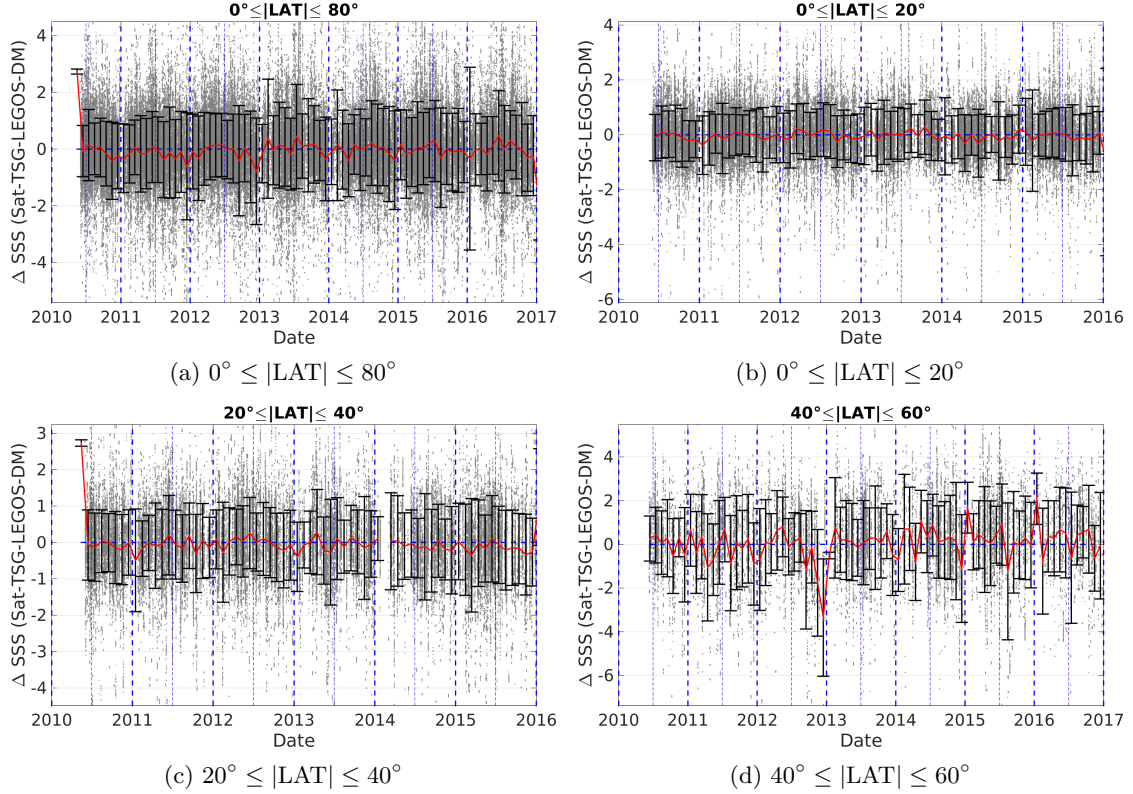 0°≤|LAT|≤ 80°
Δ SSS (Sat-TSG-LEGOS-DM)
4
2
0
-2
-4
2010 2011 2012 2013 2014 2015 2016 2017
Date
(a) 0° ≤ |LAT| ≤ 80°
0°≤|LAT|≤ 20°
Δ SSS (Sat-TSG-LEGOS-DM)
4
2
0
-2
-4
-6
2010 2011 2012 2013 2014 2015 2016
Date
(b) 0° ≤ |LAT| ≤ 20°
20°≤|LAT|≤ 40°
Δ SSS (Sat-TSG-LEGOS-DM)
3
2
1
0
-1
-2
-3
-4
2010 2011 2012 2013 2014 2015 2016
Date
(c) 20° ≤ |LAT| ≤ 40°
40°≤|LAT|≤ 60°
Δ SSS (Sat-TSG-LEGOS-DM)
4
2
0
-2
-4
-6
2010 2011 2012 2013 2014 2015 2016 2017
Date
(d) 40° ≤ |LAT| ≤ 60°